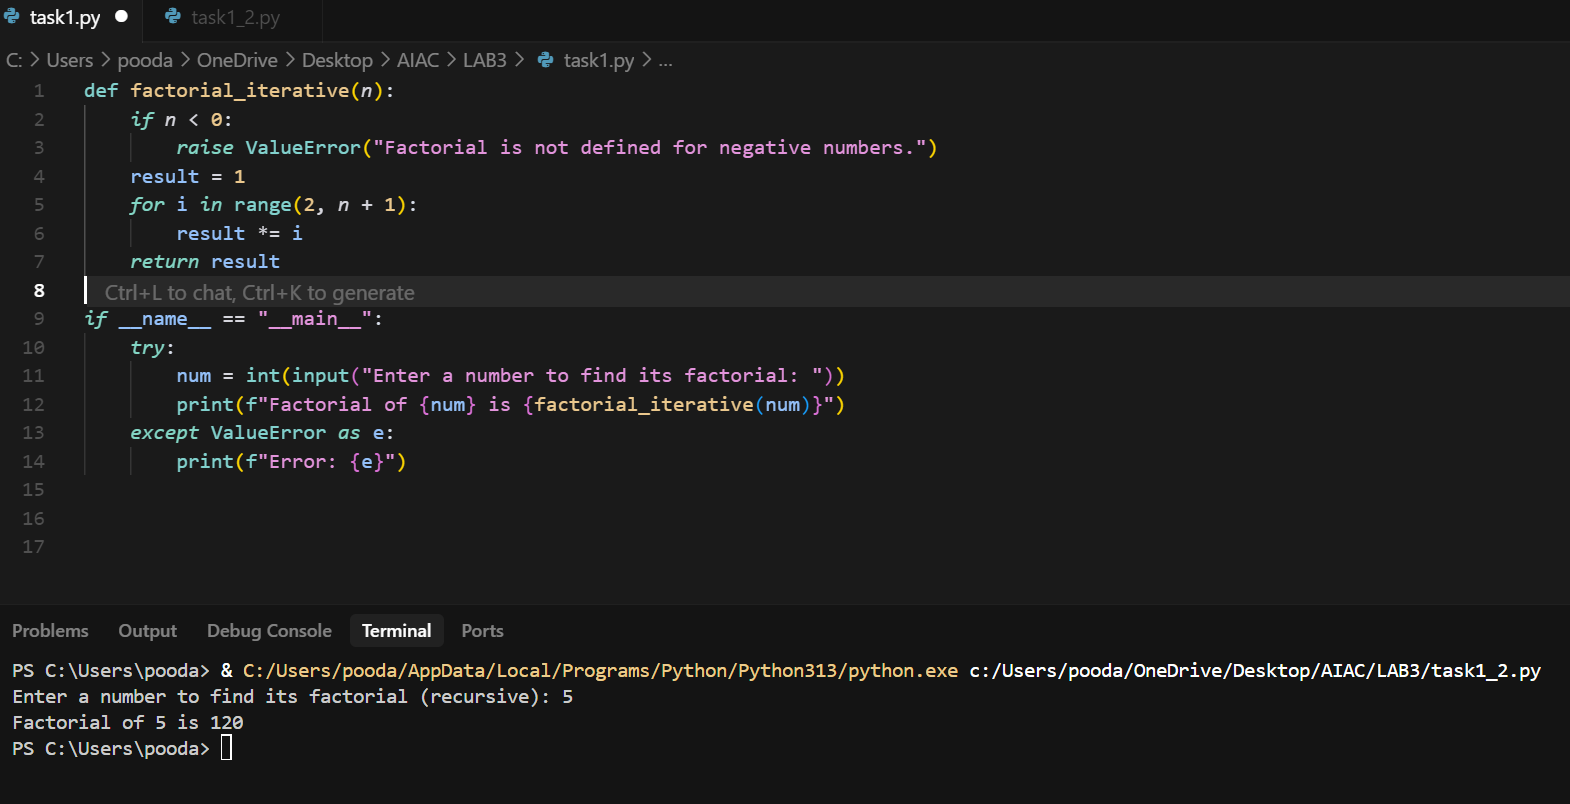 task1.py task1_2.py
C: > Users > pooda > OneDrive > Desktop > AIAC > LAB3 > task1.py > ...
1 def factorial_iterative(n):
2     if n < 0:
3         raise ValueError("Factorial is not defined for negative numbers.")
4     result = 1
5     for i in range(2, n + 1):
6         result *= i
7     return result
8 Ctrl+L to chat, Ctrl+K to generate
9 if __name__ == "__main__":
10     try:
11         num = int(input("Enter a number to find its factorial: "))
12         print(f"Factorial of {num} is {factorial_iterative(num)}")
13     except ValueError as e:
14         print(f"Error: {e}")
15
16
17
Problems Output Debug Console Terminal Ports
PS C:\Users\pooda> & C:/Users/pooda/AppData/Local/Programs/Python/Python313/python.exe c:/Users/pooda/OneDrive/Desktop/AIAC/LAB3/task1_2.py
Enter a number to find its factorial (recursive): 5
Factorial of 5 is 120
PS C:\Users\pooda>